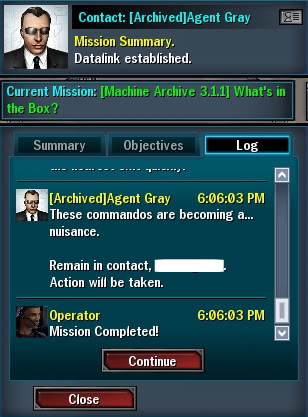 Contact: [Archived]Agent Gray
Mission Summary.
Datalink established.
Current Mission: [Machine Archive 3.1.1] What's in
the Box?
Summary Objectives Log
[Archived]Agent Gray 6:06:03 PM
These commandos are becoming a...
nuisance.
Remain in contact, .
Action will be taken.
Operator 6:06:03 PM
Mission Completed!
Continue
Close